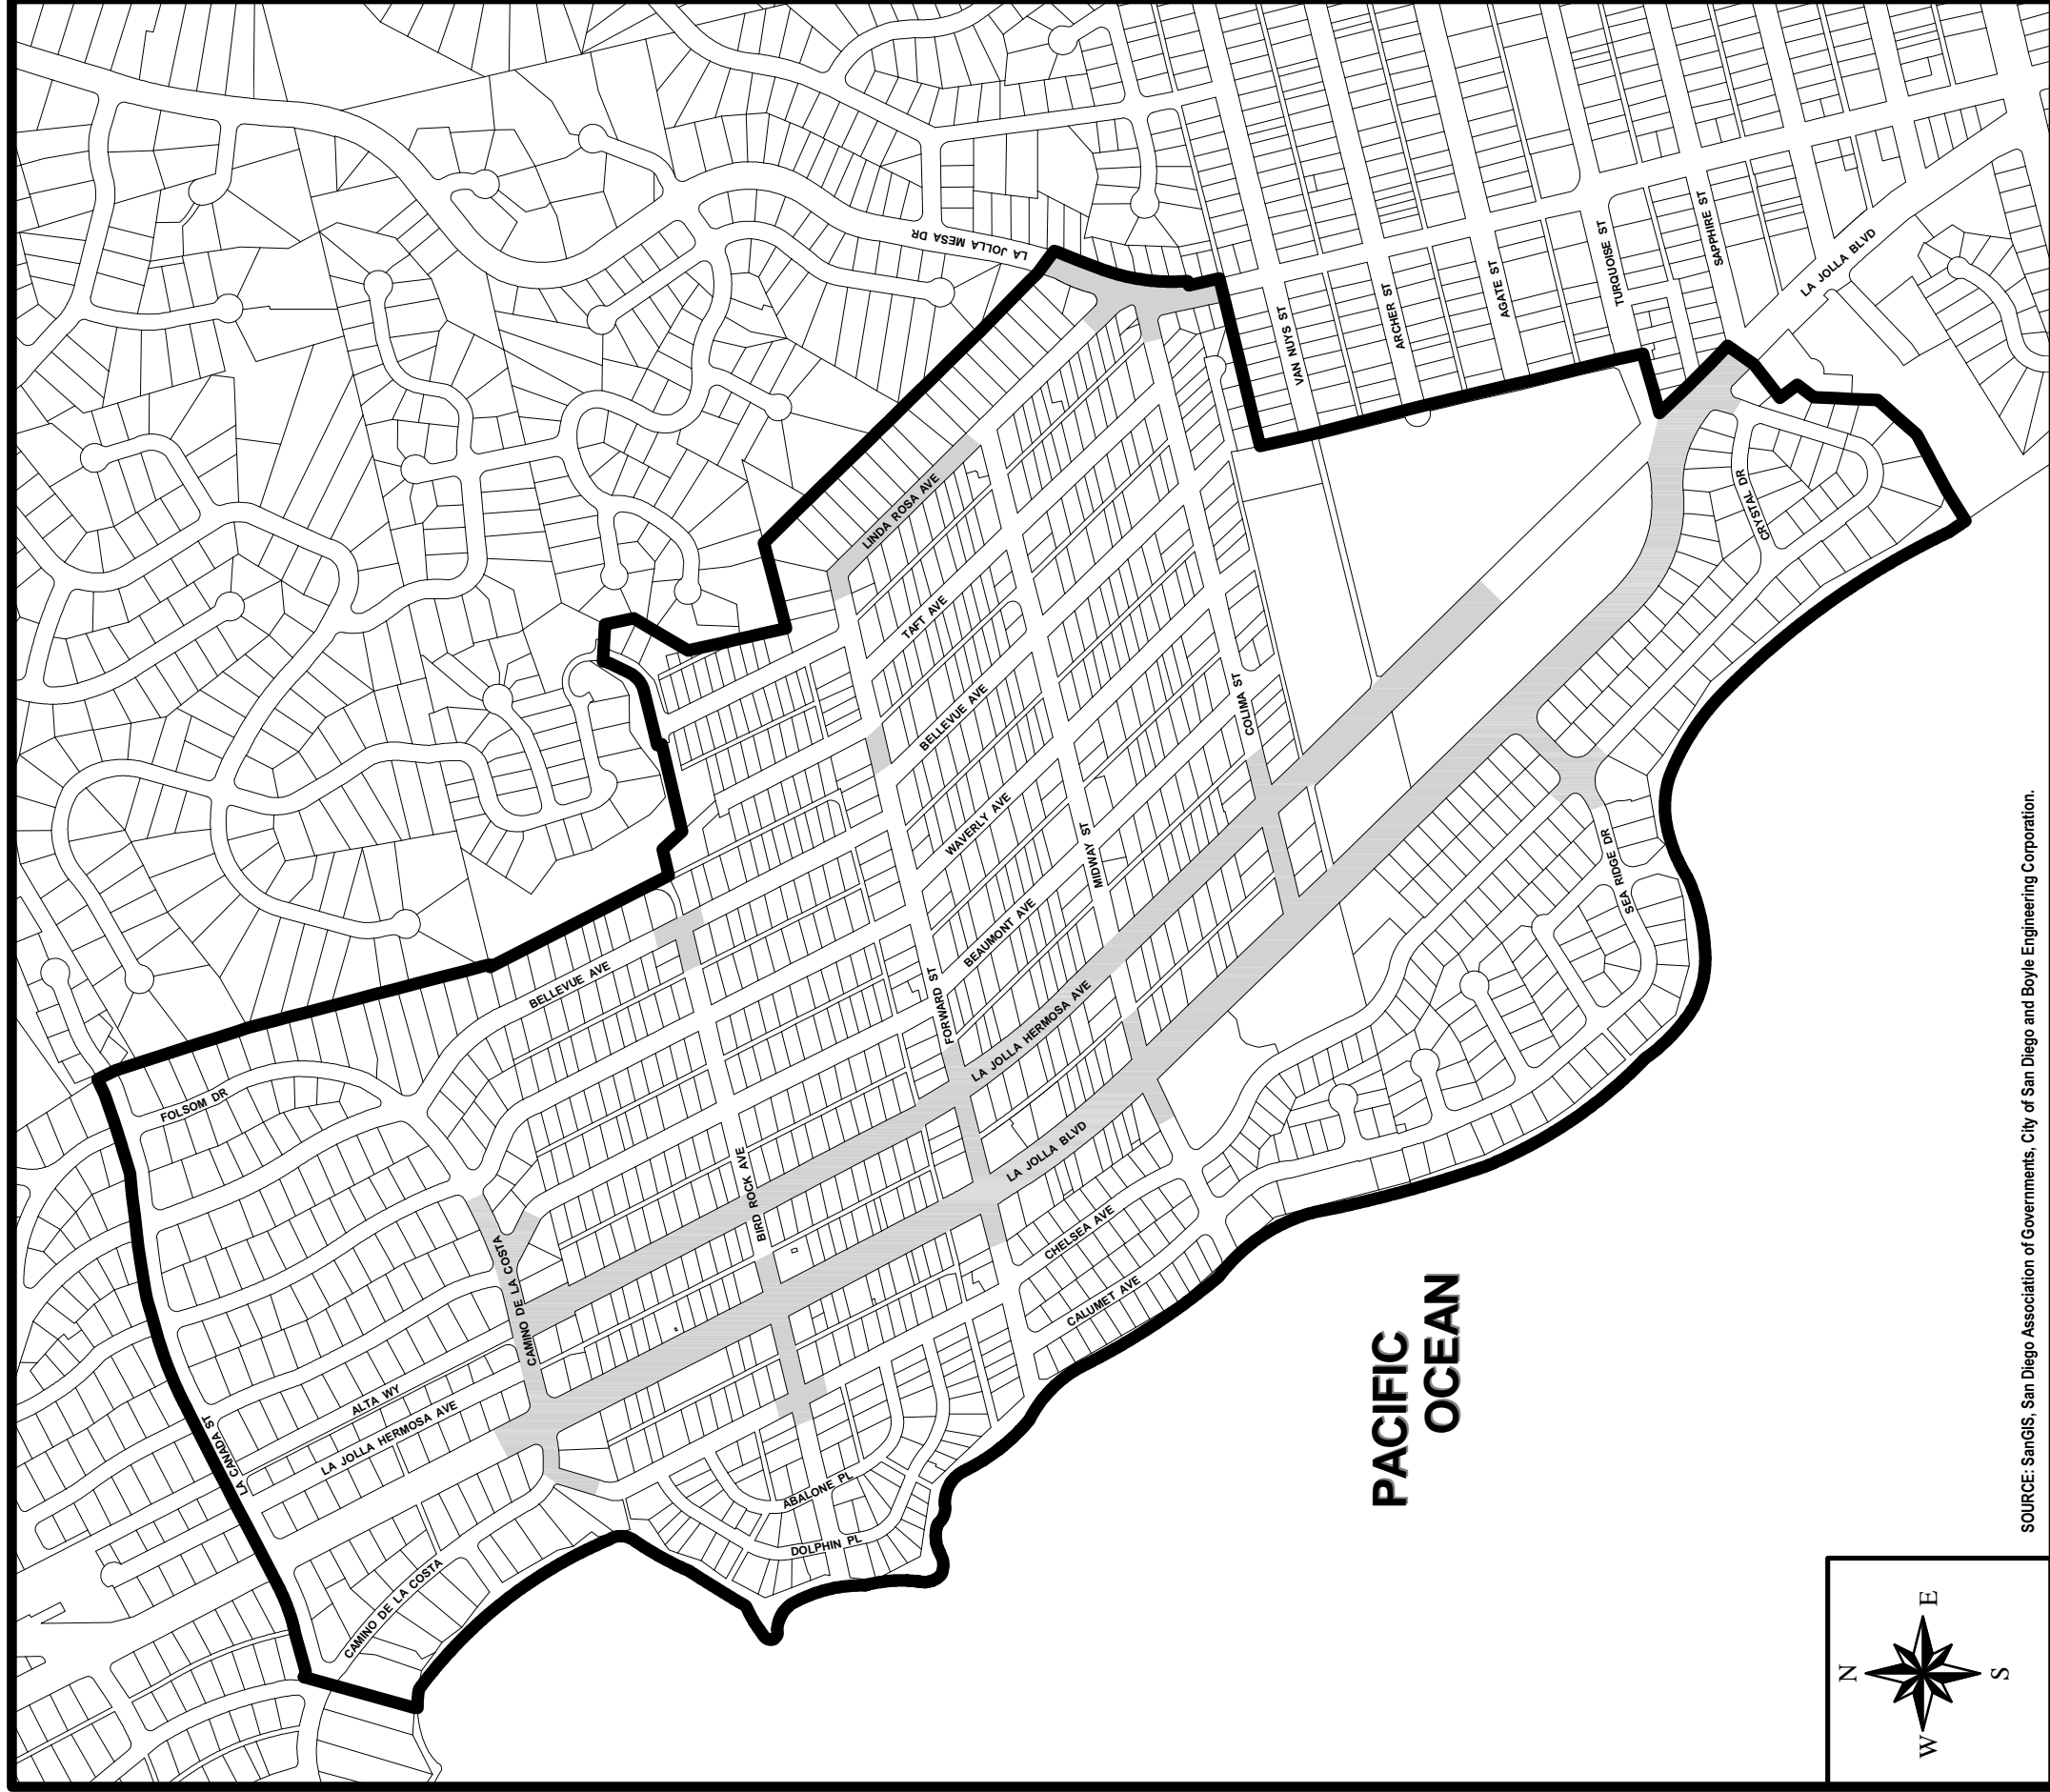 LA JOLLA MESA DR
SAPPHIRE ST
TURQUOISE ST
LA JOLLA BLVD
AGATE ST
ARCHER ST
VAN NUYS ST
LINDA ROSA AVE
CRYSTAL DR
TAFT AVE
BELLEVUE AVE
COLIMA ST
WAVERLY AVE
MIDWAY ST
SEA RIDGE DR
BEAUMONT AVE
BELLEVUE AVE
FORWARD ST
LA JOLLA HERMOSA AVE
FOLSOM DR
LA JOLLA BLVD
BIRD ROCK AVE
CHELSEA AVE
CAMINO DE LA COSTA
CALUMET AVE
ALTA WY
LA JOLLA HERMOSA AVE
LA CANADA ST
ABALONE PL
DOLPHIN PL
CAMINO DE LA COSTA
PACIFIC
OCEAN
SOURCE: SanGIS, San Diego Association of Governments, City of San Diego and Boyle Engineering Corporation.
N
E
S
W